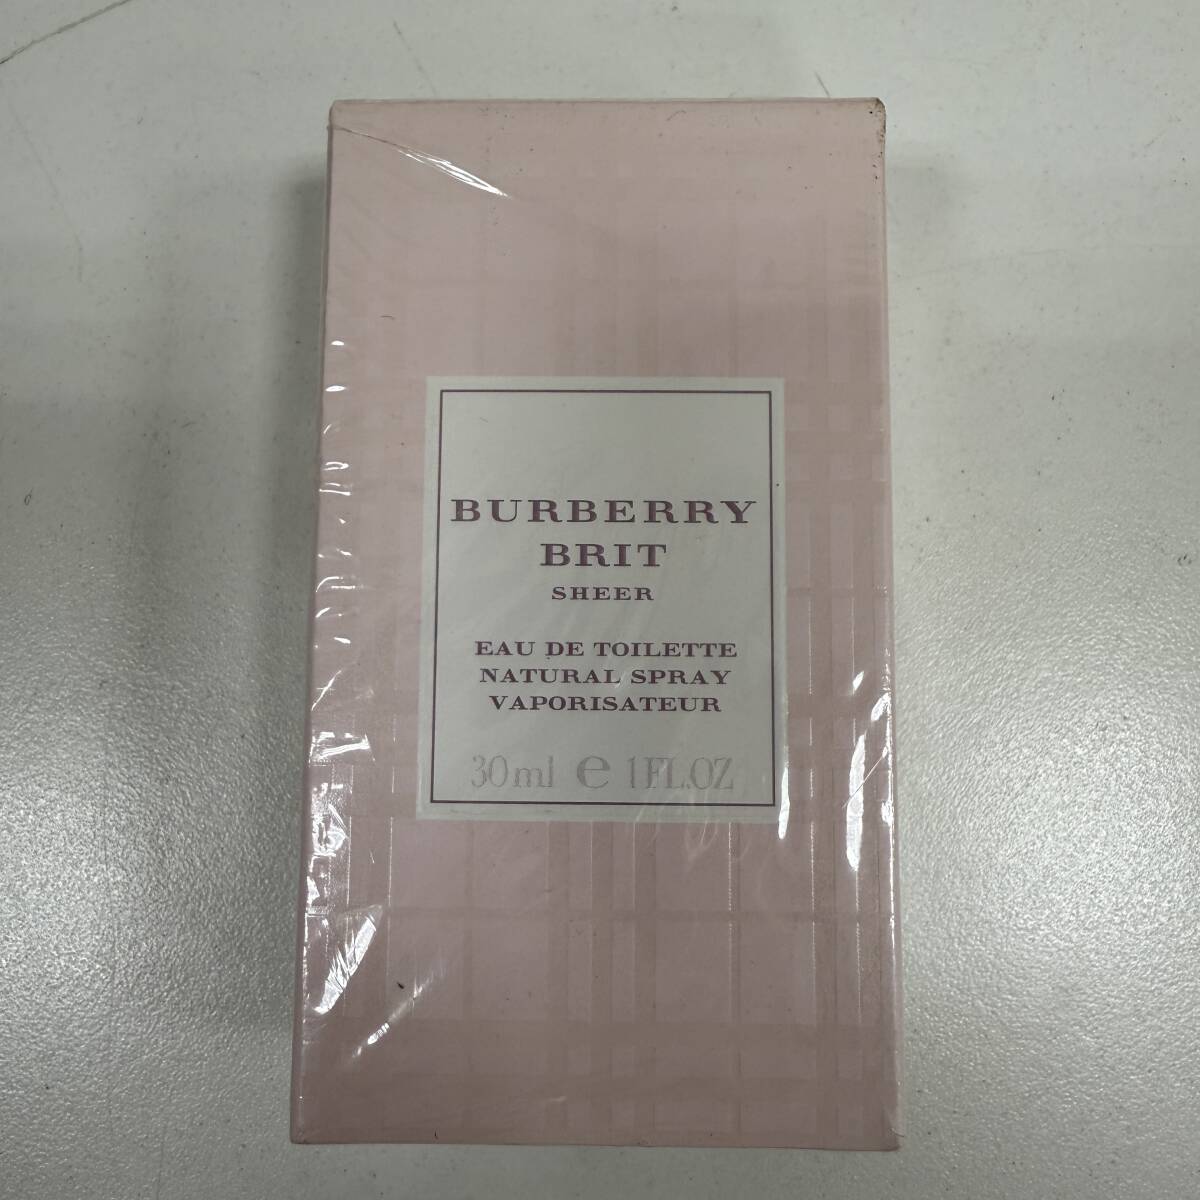 BURBERRY
BRIT
SHEER
EAU DE TOILETTE
NATURAL SPRAY
VAPORISATEUR
30ml e 1FL.OZ